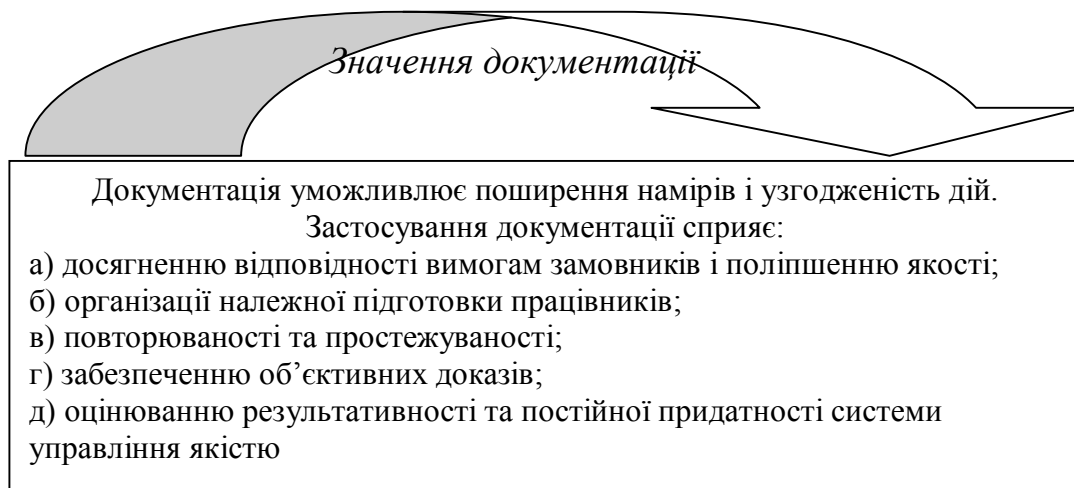 Значення документації
Документація уможливлює поширення намірів і узгодженість дій.
Застосування документації сприяє:
а) досягненню відповідності вимогам замовників і поліпшенню якості;
б) організації належної підготовки працівників;
в) повторюваності та простежуваності;
г) забезпеченню об’єктивних доказів;
д) оцінюванню результативності та постійної придатності системи
управління якістю